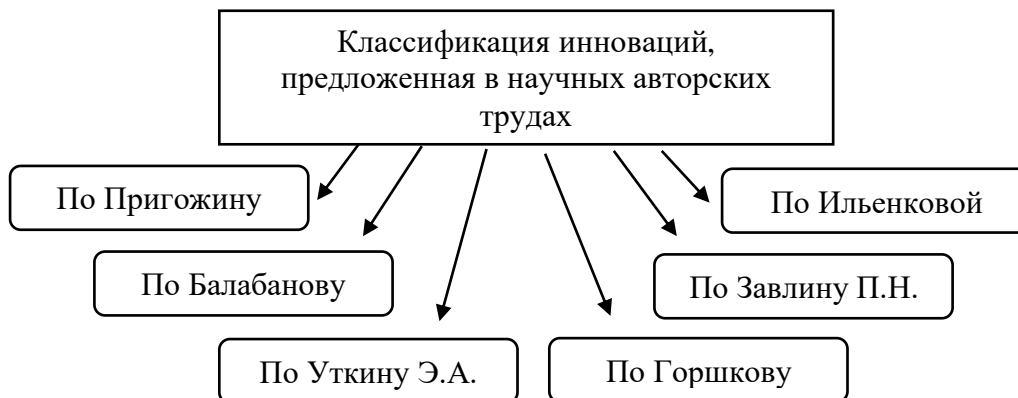 Классификация инноваций,
предложенная в научных авторских
трудах
По Пригожину
По Ильенковой
По Балабанову
По Завлину П.Н.
По Уткину Э.А.
По Горшкову